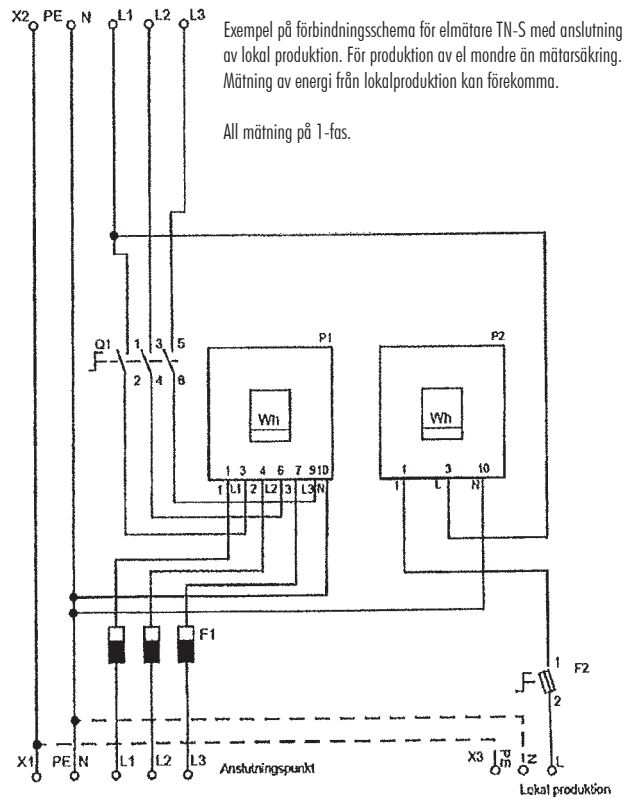 X2 PE N L1 L2 L3
Exempel på förbindningsschema för elmätare TN-S med anslutning
av lokal produktion. För produktion av el mondre än mätarsäkring.
Mätning av energi från lokalproduktion kan förekomma.
All mätning på 1-fas.
P1 P2
Q1 1 3 5
2 4 6
Wh Wh
1 3 4 6 7 9 10 1 3 10
1 L1 2 L2 3 L3 N 1 L N
F1
1
F2
2
X1 PE N L1 L2 L3 Anslutningspunkt X3 PE N L
Lokal produktion